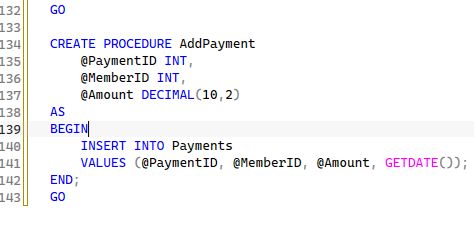 132 GO
133
134 CREATE PROCEDURE AddPayment
135     @PaymentID INT,
136     @MemberID INT,
137     @Amount DECIMAL(10,2)
138 AS
139 BEGIN
140     INSERT INTO Payments
141     VALUES (@PaymentID, @MemberID, @Amount, GETDATE());
142 END;
143 GO